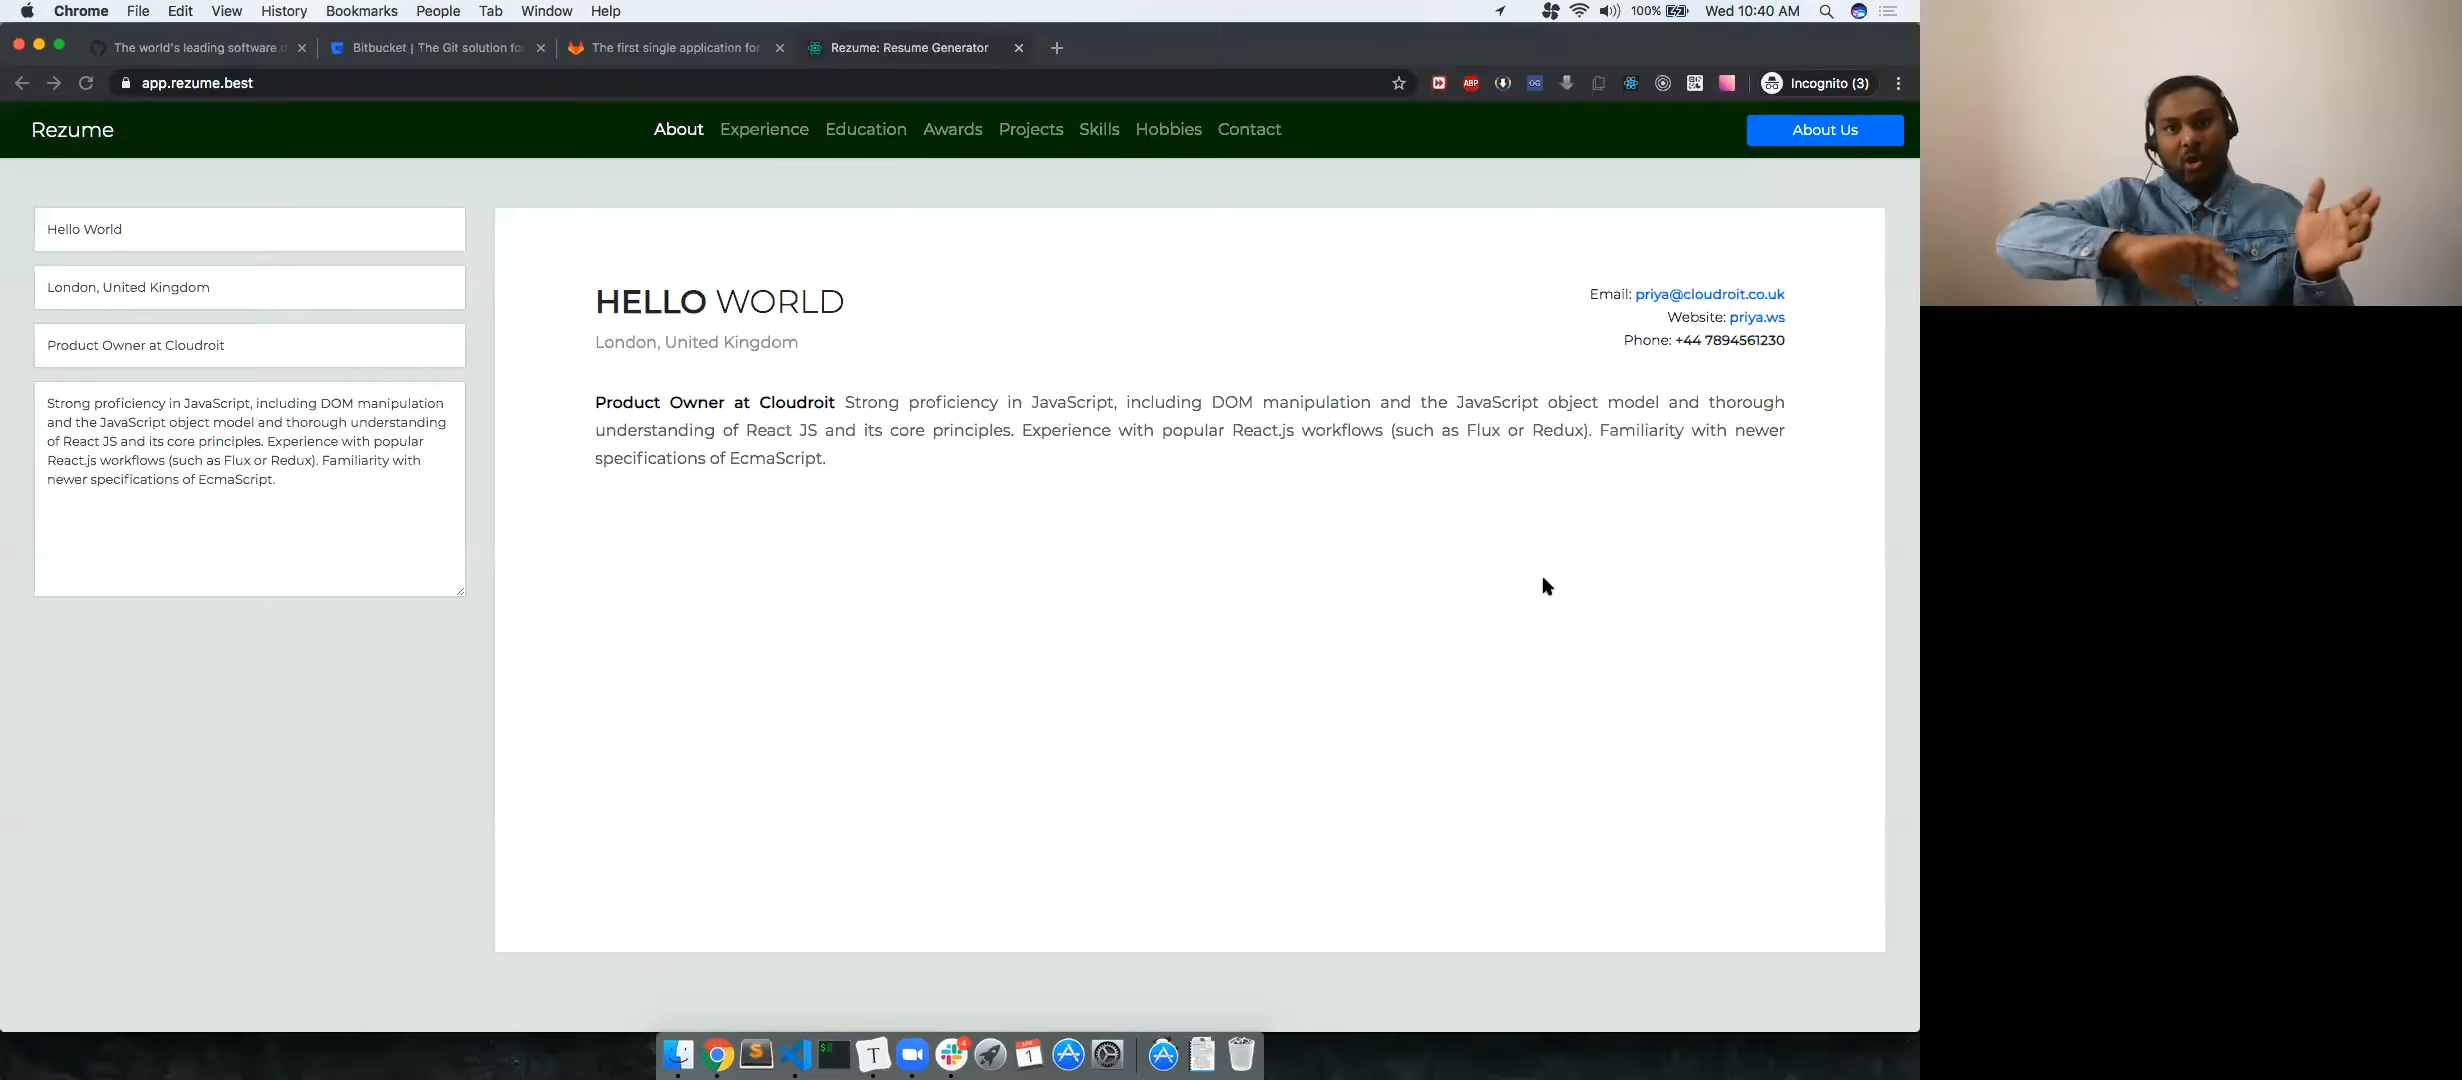 Chrome File Edit View History Bookmarks People Tab Window Help 100% Wed 10:40 AM
The world's leading software d Bitbucket | The Git solution fo The first single application for Rezume: Resume Generator
app.rezume.best ABP OG Incognito (3)
Rezume About Experience Education Awards Projects Skills Hobbies Contact About Us
Hello World
London, United Kingdom
Product Owner at Cloudroit
Strong proficiency in JavaScript, including DOM manipulation
and the JavaScript object model and thorough understanding
of React JS and its core principles. Experience with popular
React.js workflows (such as Flux or Redux). Familiarity with
newer specifications of EcmaScript.
HELLO WORLD
London, United Kingdom
Email: priya@cloudroit.co.uk
Website: priya.ws
Phone: +44 7894561230
Product Owner at Cloudroit Strong proficiency in JavaScript, including DOM manipulation and the JavaScript object model and thorough
understanding of React JS and its core principles. Experience with popular React.js workflows (such as Flux or Redux). Familiarity with newer
specifications of EcmaScript.
S $ T 4 APR 1